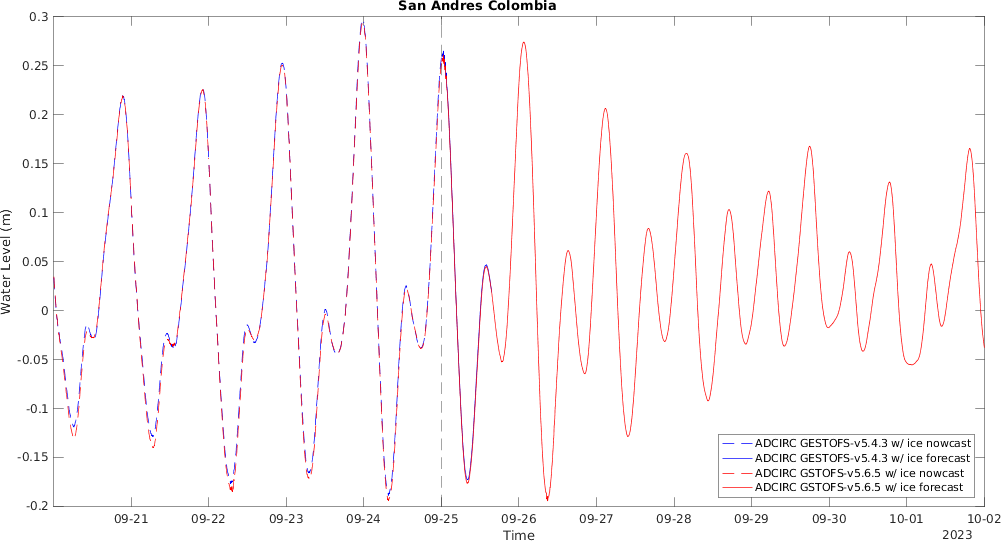 San Andres Colombia
0.3
0.25
0.2
0.15
0.1
0.05
0
-0.05
-0.1
-0.15
-0.2
Water Level (m)
ADCIRC GESTOFS-v5.4.3 w/ ice nowcast
ADCIRC GESTOFS-v5.4.3 w/ ice forecast
ADCIRC GSTOFS-v5.6.5 w/ ice nowcast
ADCIRC GSTOFS-v5.6.5 w/ ice forecast
09-21 09-22 09-23 09-24 09-25 09-26 09-27 09-28 09-29 09-30 10-01 10-02
Time
2023